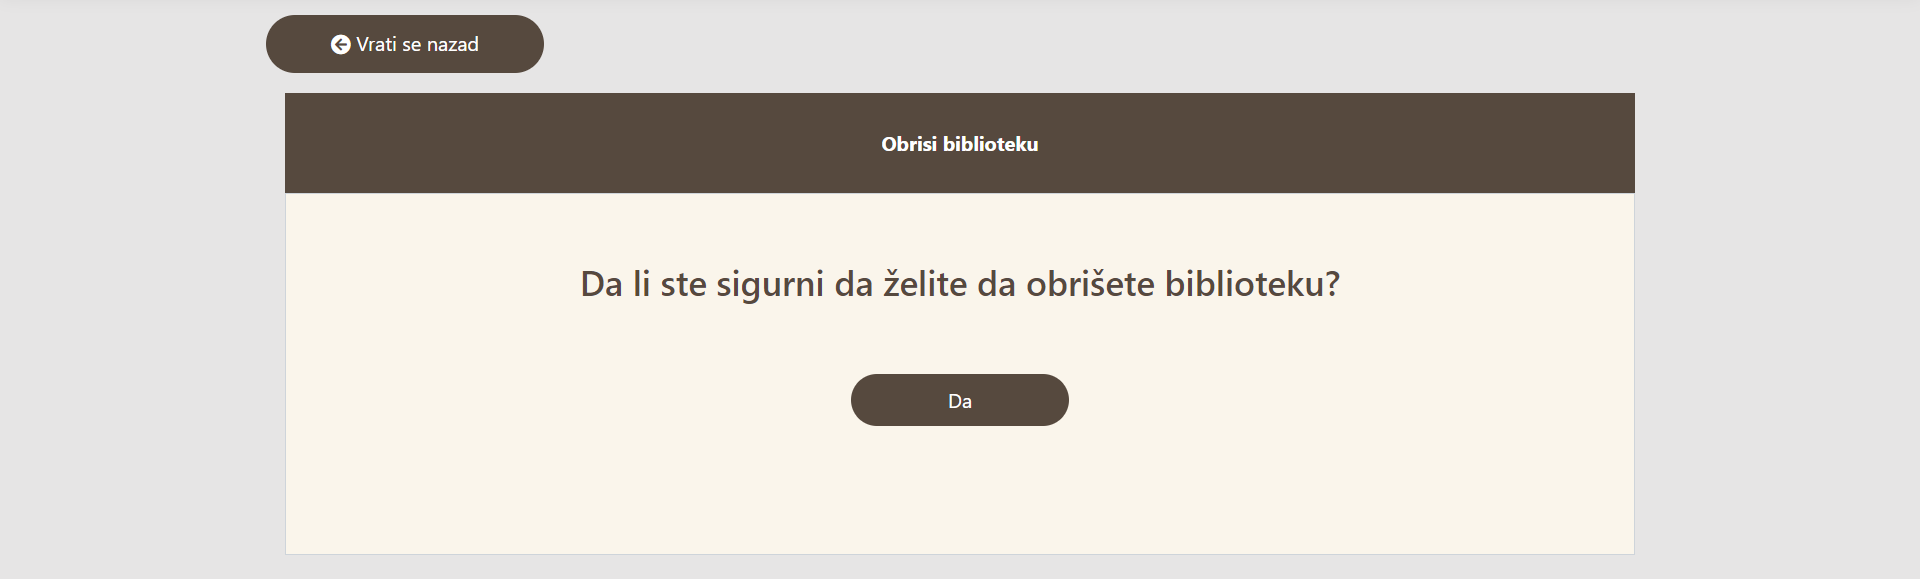 Vrati se nazad
Obrisi biblioteku
Da li ste sigurni da želite da obrišete biblioteku?
Da